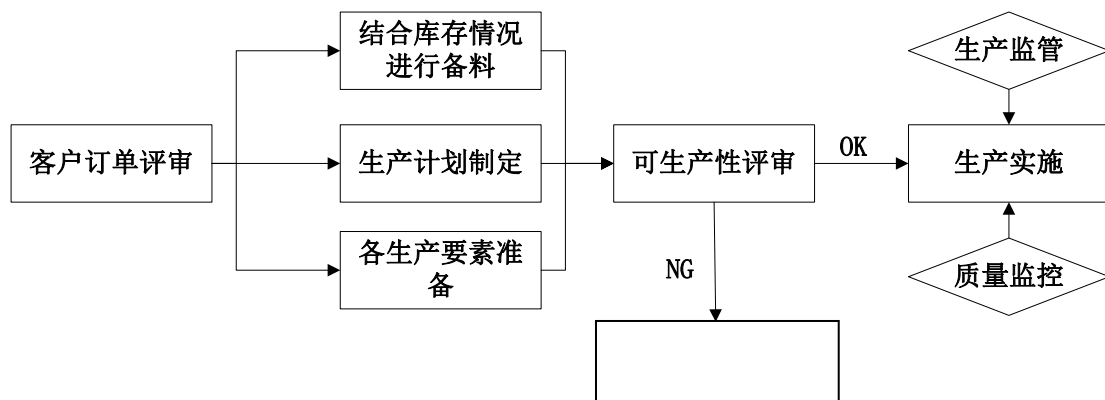 结合库存情况
进行备料
生产监管
客户订单评审
生产计划制定
可生产性评审
OK
生产实施
各生产要素准
备
NG
质量监控